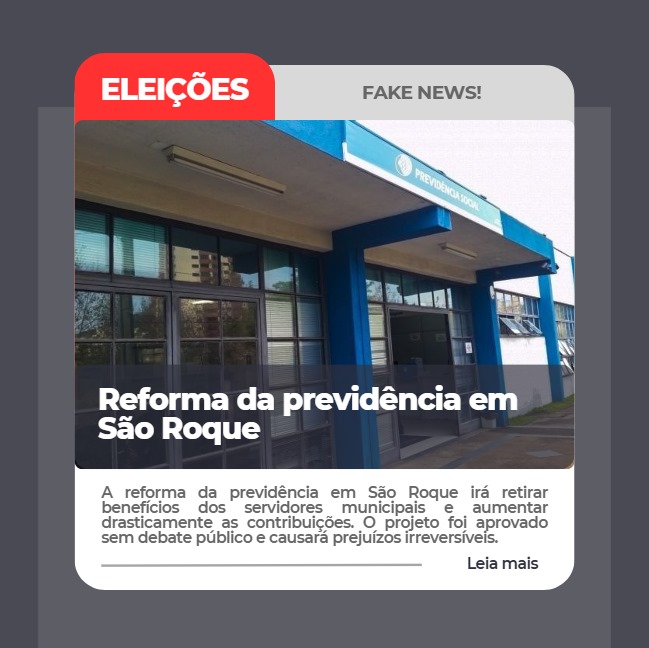 ELEIÇÕES
FAKE NEWS!
PREVIDÊNCIA SOCIAL
Reforma da previdência em
São Roque
A reforma da previdência em São Roque irá retirar
benefícios dos servidores municipais e aumentar
drasticamente as contribuições. O projeto foi aprovado
sem debate público e causará prejuízos irreversíveis.
Leia mais